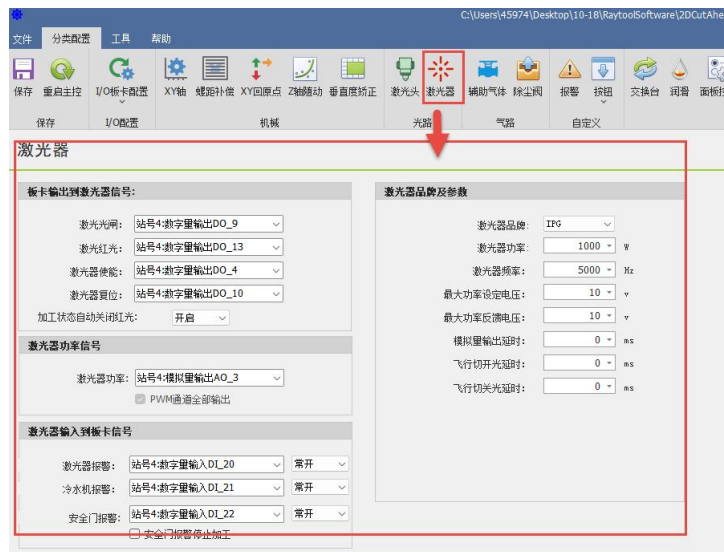 C:\Users\45974\Desktop\10-18\RaytoolSoftware\2DCutAhe
文件 分类配置 工具 帮助
保存 重启主控 I/O板卡配置 XY轴 螺距补偿 XY回原点 Z轴随动 垂直度矫正 激光头 激光器 辅助气体 除尘阀 报警 按钮 交换台 润滑 面板控
保存 I/O配置 机械 光路 气路 自定义
激光器
板卡输出到激光器信号:
激光光闸: 站号4:数字里输出DO_9
激光红光: 站号4:数字里输出DO_13
激光器使能: 站号4:数字里输出DO_4
激光器复位: 站号4:数字里输出DO_10
加工状态自动关闭红光: 开启
激光器功率信号
激光器功率: 站号4:模拟里输出AO_3
PWM通道全部输出
激光器输入到板卡信号
激光器报警: 站号4:数字里输入DI_20 常开
冷水机报警: 站号4:数字里输入DI_21 常开
安全门报警: 站号4:数字里输入DI_22 常开
安全门报警停止加工
激光器品牌及参数
激光器品牌: IPG
激光器功率: 1000 W
激光器频率: 5000 Hz
最大功率设定电压: 10 v
最大功率反馈电压: 10 v
模拟里输出延时: 0 ms
飞行切开光延时: 0 ms
飞行切关光延时: 0 ms